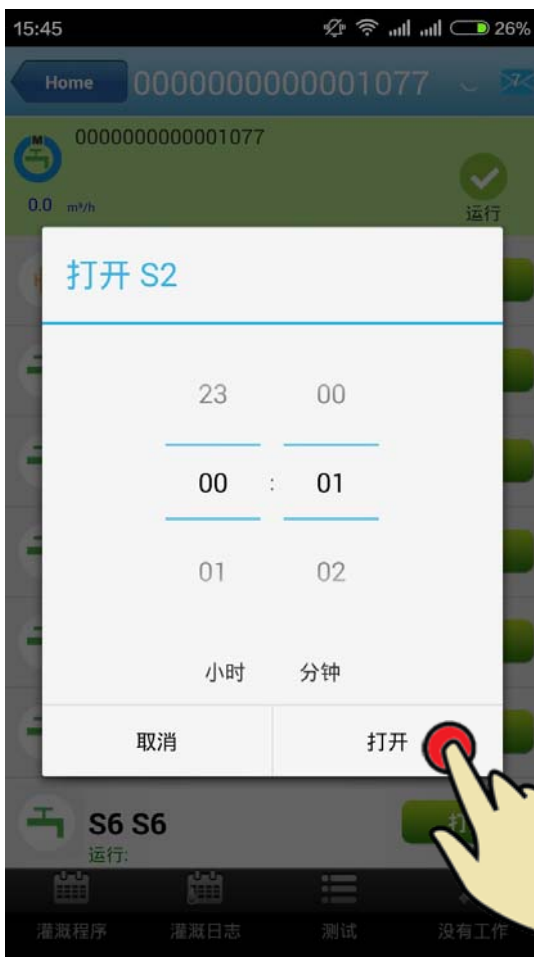 15:45 26%
Home 0000000000001077 7
M 0000000000001077
0.0 m³/h
运行
打开 S2
23 00
00 : 01
01 02
小时 分钟
取消 打开
S6 S6
运行:
灌溉程序 灌溉日志 测试 没有工作